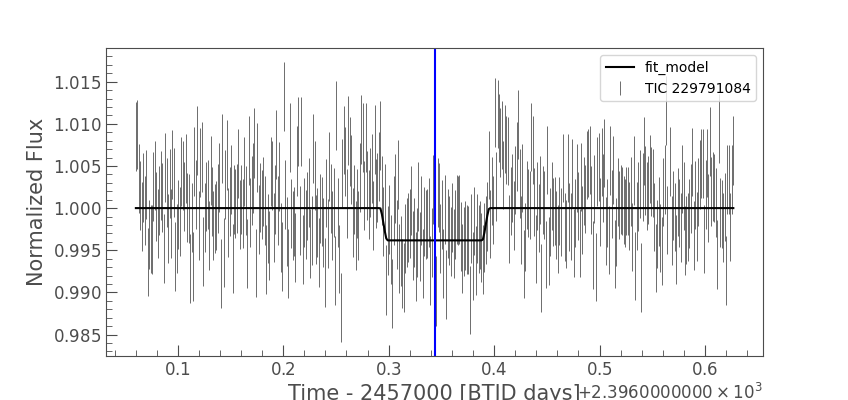 fit_model
TIC 229791084
Normalized Flux
1.015
1.010
1.005
1.000
0.995
0.990
0.985
0.1 0.2 0.3 0.4 0.5 0.6
Time - 2457000 [BTJD days]
+2.3960000000 × 10³